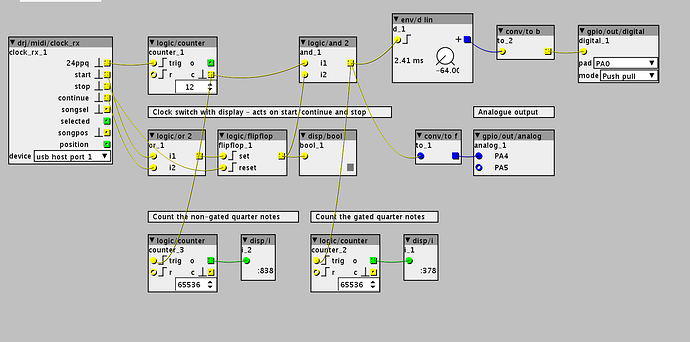 drj/midi/clock_rx
clock_rx_1
24ppq
start
stop
continue
songsel
selected
songpos
position
device usb host port 1
logic/counter
counter_1
trig o
r c
12
logic/and 2
and_1
i1
i2
env/d lin
d_1
+
2.41 ms
-64.00
conv/to b
to_2
gpio/out/digital
digital_1
pad PA0
mode Push pull
Clock switch with display - acts on start/continue and stop
Analogue output
logic/or 2
or_1
i1
i2
logic/flipflop
flipflop_1
set
reset
disp/bool
bool_1
conv/to f
to_1
gpio/out/analog
analog_1
PA4
PA5
Count the non-gated quarter notes
Count the gated quarter notes
logic/counter
counter_3
trig o
r c
65536
disp/i
i_2
:838
logic/counter
counter_2
trig o
r c
65536
disp/i
i_1
:378